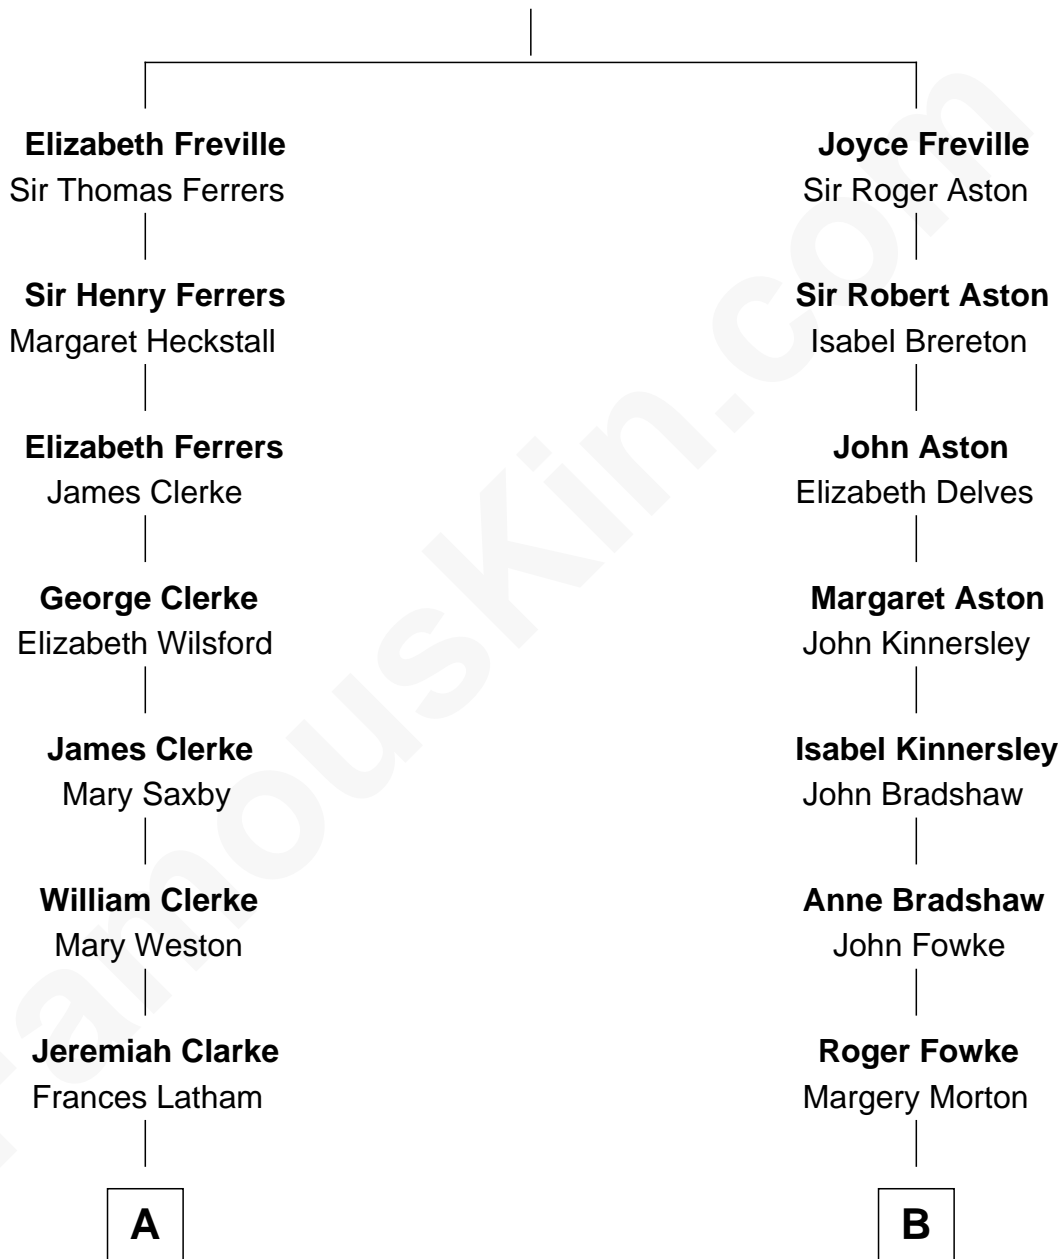 Elizabeth Freville
Sir Thomas Ferrers
Sir Henry Ferrers
Margaret Heckstall
Elizabeth Ferrers
James Clerke
George Clerke
Elizabeth Wilsford
James Clerke
Mary Saxby
William Clerke
Mary Weston
Jeremiah Clarke
Frances Latham
A
Joyce Freville
Sir Roger Aston
Sir Robert Aston
Isabel Brereton
John Aston
Elizabeth Delves
Margaret Aston
John Kinnersley
Isabel Kinnersley
John Bradshaw
Anne Bradshaw
John Fowke
Roger Fowke
Margery Morton
B
FamousKin.com